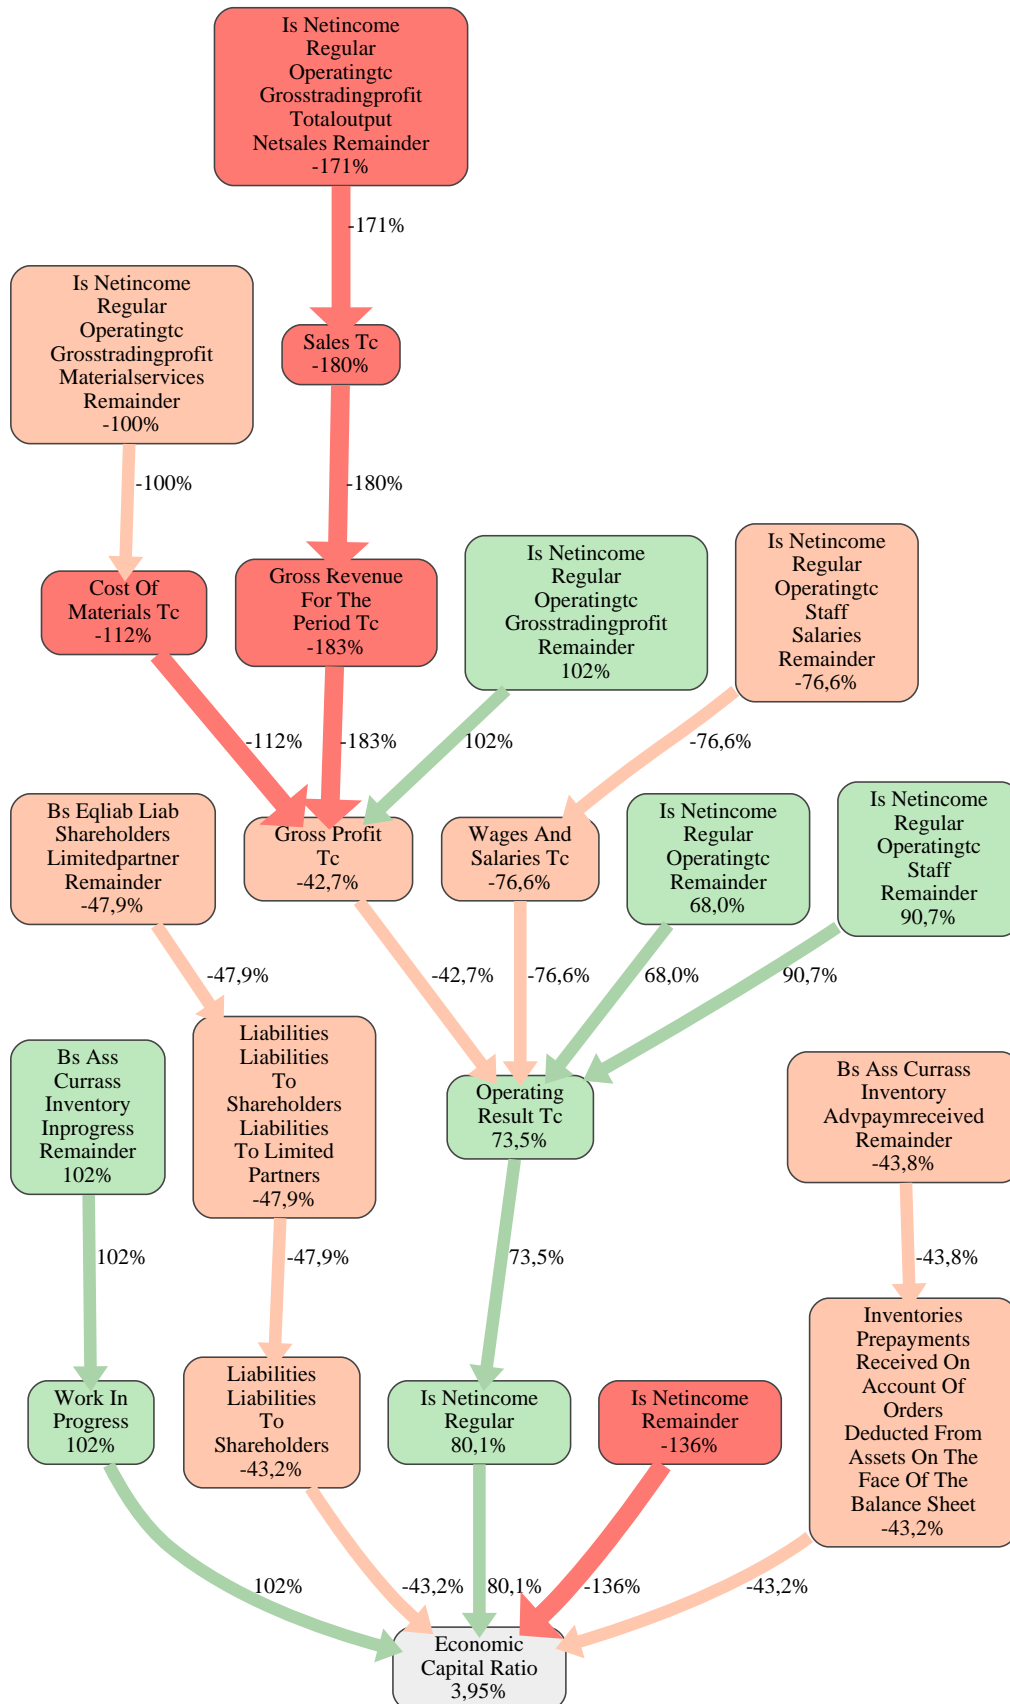 Is Netincome
Regular
Operatingtc
Grosstradingprofit
Totaloutput
Netsales Remainder
-171%
-171%
Is Netincome
Regular
Operatingtc
Grosstradingprofit
Materialservices
Remainder
-100%
Sales Tc
-180%
-100%
-180%
Is Netincome
Regular
Operatingtc
Grosstradingprofit
Remainder
102%
Is Netincome
Regular
Operatingtc
Staff
Salaries
Remainder
-76,6%
Cost Of
Materials Tc
-112%
Gross Revenue
For The
Period Tc
-183%
-112%
-183%
102%
-76,6%
Bs Eqliab Liab
Shareholders
Limitedpartner
Remainder
-47,9%
Gross Profit
Tc
-42,7%
Wages And
Salaries Tc
-76,6%
Is Netincome
Regular
Operatingtc
Remainder
68,0%
Is Netincome
Regular
Operatingtc
Staff
Remainder
90,7%
-47,9%
-42,7%
-76,6%
68,0%
90,7%
Bs Ass
Currass
Inventory
Inprogress
Remainder
102%
Liabilities
Liabilities
To
Shareholders
Liabilities
To Limited
Partners
-47,9%
Operating
Result Tc
73,5%
Bs Ass Currass
Inventory
Advpaymreceived
Remainder
-43,8%
102%
-47,9%
73,5%
-43,8%
Work In
Progress
102%
Liabilities
Liabilities
To
Shareholders
-43,2%
Is Netincome
Regular
80,1%
Is Netincome
Remainder
-136%
Inventories
Prepayments
Received On
Account Of
Orders
Deducted From
Assets On The
Face Of The
Balance Sheet
-43,2%
102%
-43,2%
80,1%
-136%
-43,2%
Economic
Capital Ratio
3,95%